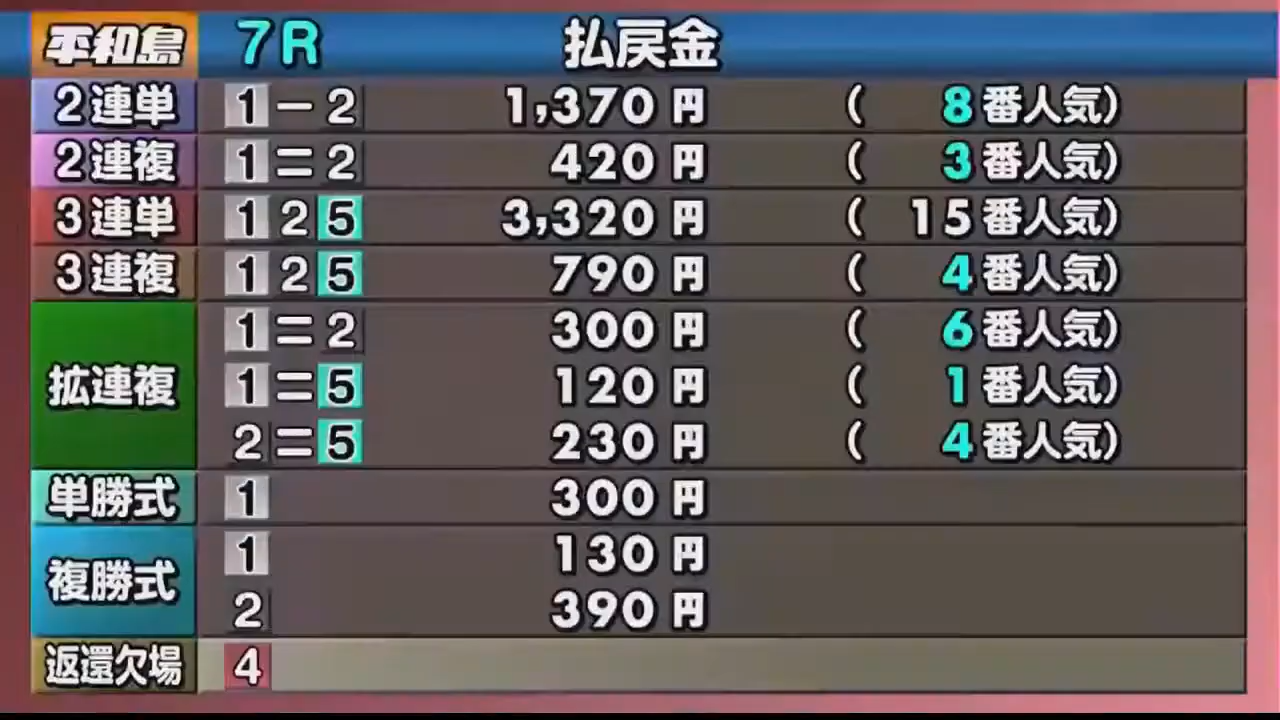 平和島 7R 払戻金
2連単 1－2 1,370円 (8番人気)
2連複 1＝2 420円 (3番人気)
3連単 1 2 5 3,320円 (15番人気)
3連複 1 2 5 790円 (4番人気)
拡連複 1＝2 300円 (6番人気)
1＝5 120円 (1番人気)
2＝5 230円 (4番人気)
単勝式 1 300円
複勝式 1 130円
2 390円
返還欠場 4